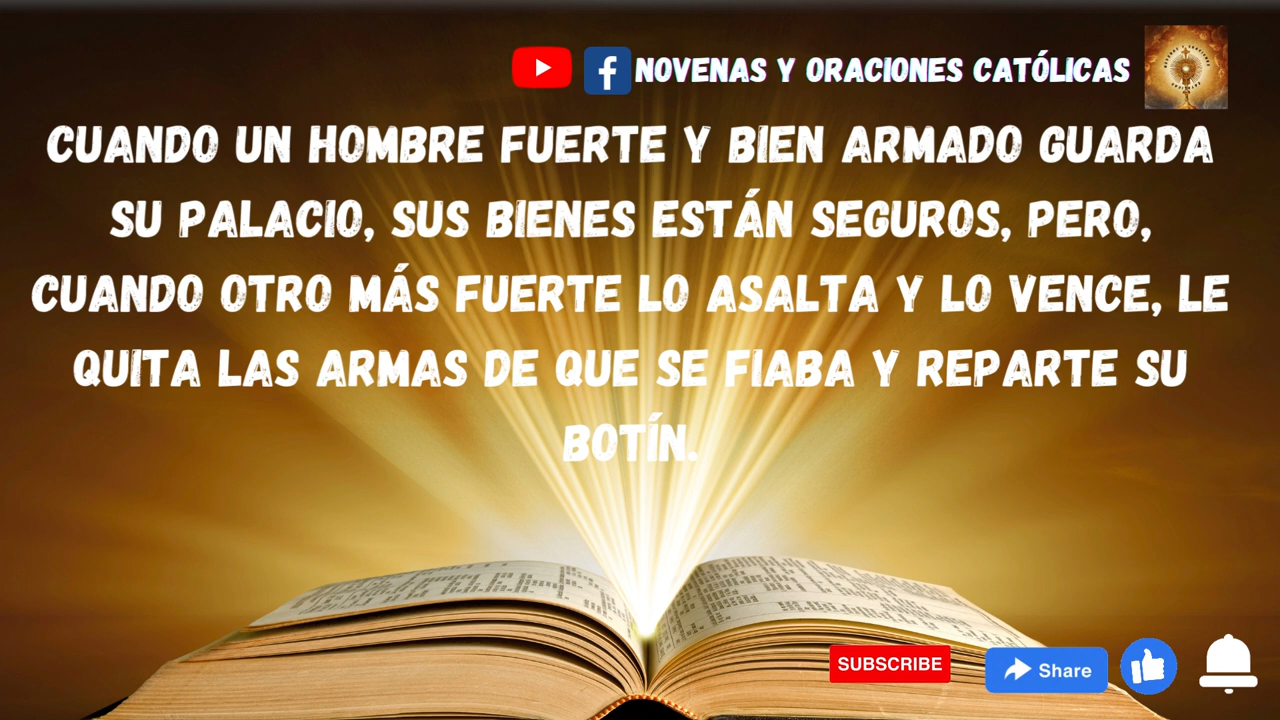 NOVENAS Y ORACIONES CATÓLICAS
CUANDO UN HOMBRE FUERTE Y BIEN ARMADO GUARDA
SU PALACIO, SUS BIENES ESTÁN SEGUROS, PERO,
CUANDO OTRO MÁS FUERTE LO ASALTA Y LO VENCE, LE
QUITA LAS ARMAS DE QUE SE FIABA Y REPARTE SU
BOTÍN.
SUBSCRIBE
Share